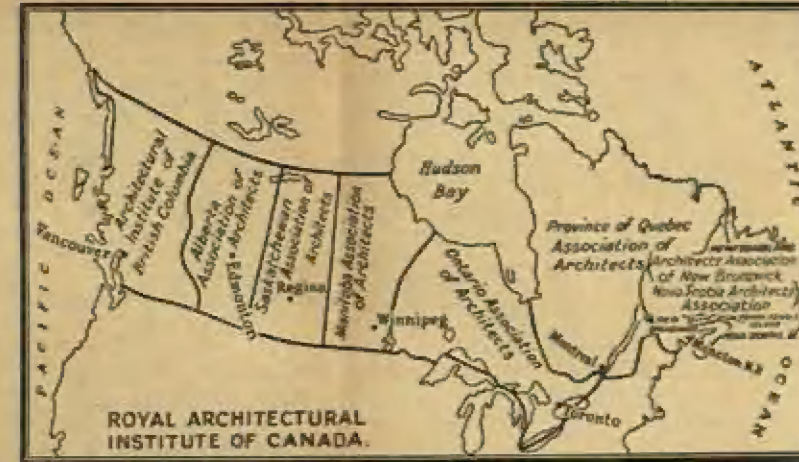 ATLANTIC
OCEAN
PACIFIC
OCEAN
Hudson
Bay
Architectural
Institute of
British Columbia
Vancouver
Alberta
Association of
Architects
Edmonton
Saskatchewan
Association of
Architects
Regina
Manitoba Association
of Architects
Winnipeg
Ontario Association
of Architects
Province of Quebec
Association of
Architects
Architects Association
of New Brunswick
Nova Scotia Architects
Association
Montreal
Toronto
ROYAL ARCHITECTURAL
INSTITUTE OF CANADA.